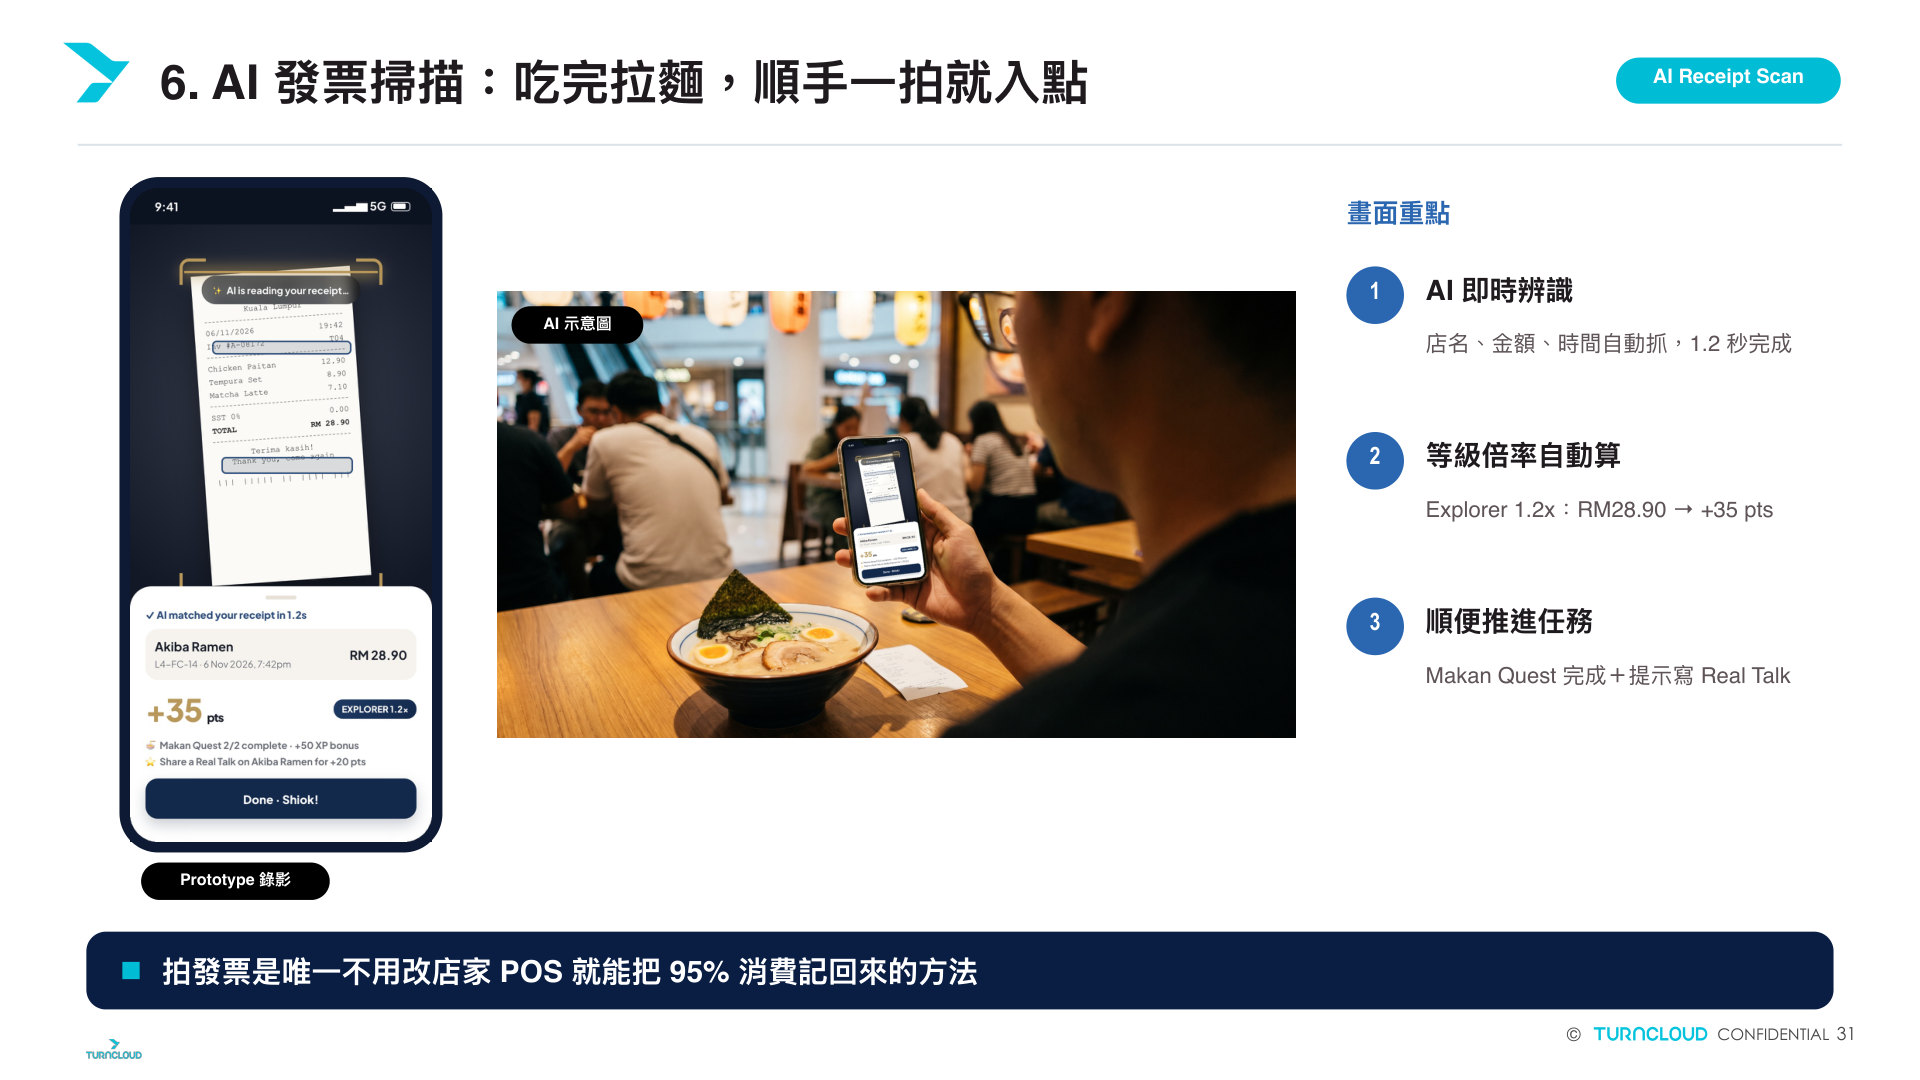 6. AI 發票掃描：吃完拉麵，順手一拍就入點
AI Receipt Scan
9:41
5G
✨ AI is reading your receipt...
Kuala Lumpur
06/11/2026 19:42
T04
Chicken Paitan 12.90
Tempura Set 8.90
Matcha Latte 7.10
SST 0% 0.00
TOTAL RM 28.90
Terima kasih!
Thank you, come again
✓ AI matched your receipt in 1.2s
Akiba Ramen
RM 28.90
L4-FC-14 · 6 Nov 2026, 7:42pm
+35 pts
EXPLORER 1.2×
🍜 Makan Quest 2/2 complete · +50 XP bonus
⭐ Share a Real Talk on Akiba Ramen for +20 pts
Done · Shiok!
Prototype 錄影
AI 示意圖
畫面重點
1
AI 即時辨識
店名、金額、時間自動抓，1.2 秒完成
2
等級倍率自動算
Explorer 1.2x：RM28.90 → +35 pts
3
順便推進任務
Makan Quest 完成＋提示寫 Real Talk
拍發票是唯一不用改店家 POS 就能把 95% 消費記回來的方法
TURNCLOUD
© TURNCLOUD CONFIDENTIAL 31